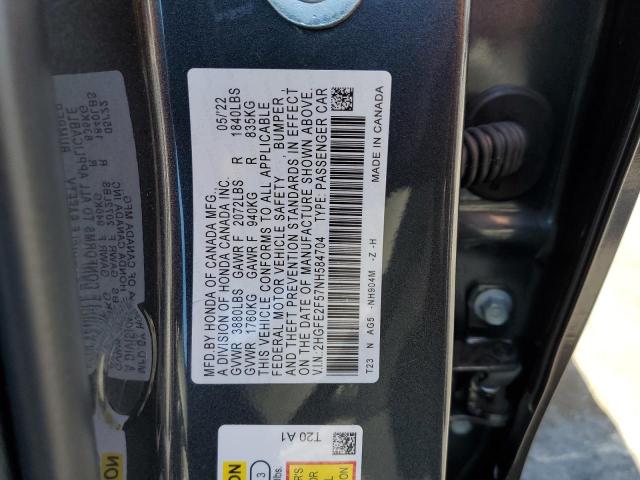 MFD. BY HONDA OF CANADA MFG. 05/'22
A DIVISION OF HONDA CANADA INC.
GVWR 3880LBS GAWR F 2072LBS R 1840LBS
GVWR 1760KG GAWR F 940KG R 835KG
THIS VEHICLE CONFORMS TO ALL APPLICABLE
FEDERAL MOTOR VEHICLE SAFETY BUMPER
AND THEFT PREVENTION STANDARDS, IN EFFECT
ON THE DATE OF MANUFACTURE SHOWN ABOVE.
V.I.N.:2HGFE2F57NH584704 TYPE:PASSENGER CAR
T23 N AG5 -NH904M -Z -H
MADE IN CANADA
T20 A1
3
lbs.